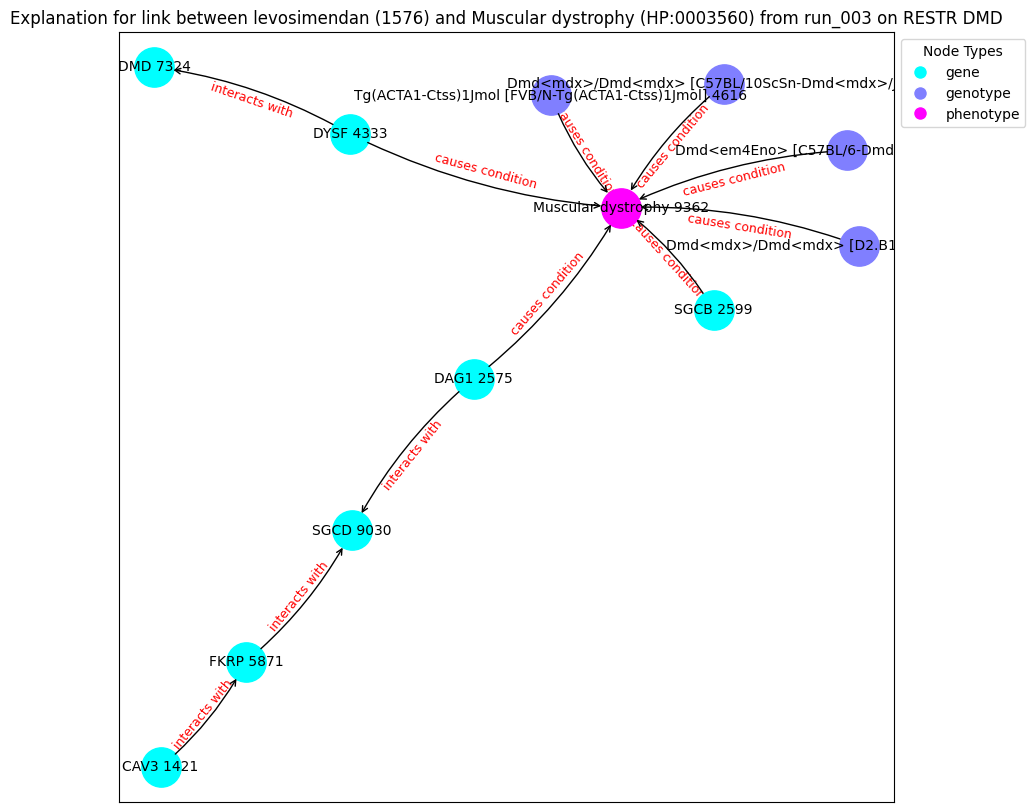 Explanation for link between levosimendan (1576) and Muscular dystrophy (HP:0003560) from run_003 on RESTR DMD
Node Types
gene
genotype
phenotype
DMD 7324
interacts with
DYSF 4333
causes condition
Tg(ACTA1-Ctss)1Jmol [FVB/N-Tg(ACTA1-Ctss)1Jmol] 4616
Dmd<mdx>/Dmd<mdx> [C57BL/10ScSn-Dmd<mdx>/J
causes condition
causes condition
Dmd<em4Eno> [C57BL/6-Dmd
causes condition
Muscular dystrophy 9362
causes condition
Dmd<mdx>/Dmd<mdx> [D2.B1
causes condition
SGCB 2599
causes condition
DAG1 2575
interacts with
SGCD 9030
interacts with
FKRP 5871
interacts with
CAV3 1421